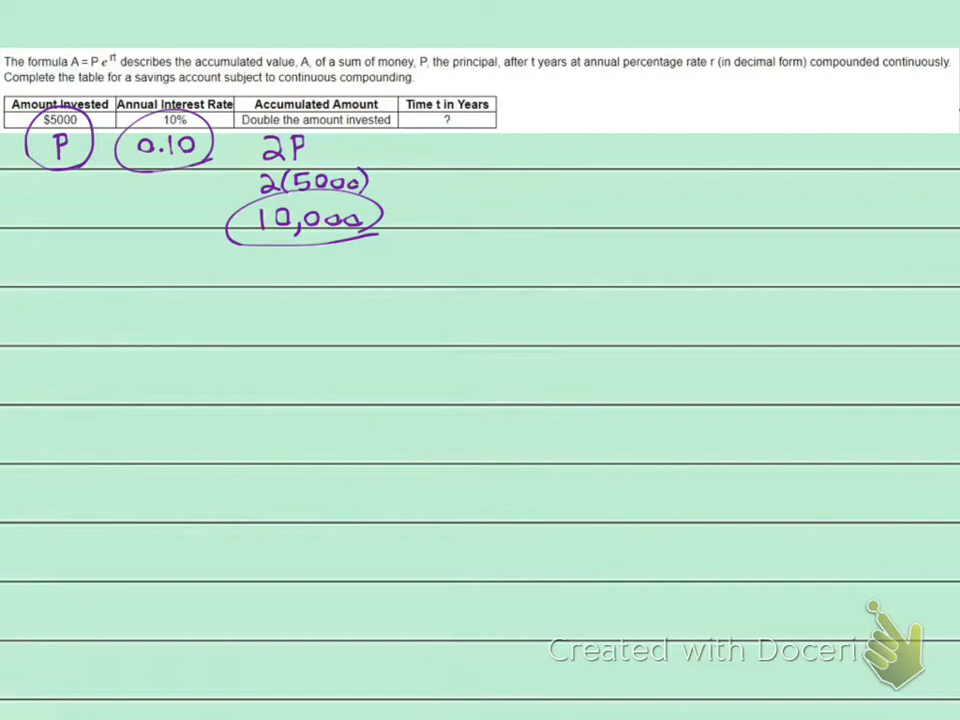 The formula A = P e^rt describes the accumulated value, A, of a sum of money, P, the principal, after t years at annual percentage rate r (in decimal form) compounded continuously.
Complete the table for a savings account subject to continuous compounding.
Amount Invested Annual Interest Rate Accumulated Amount Time t in Years
$5000 10% Double the amount invested ?
P 0.10 2P
2(5000)
10,000
Created with Doceri